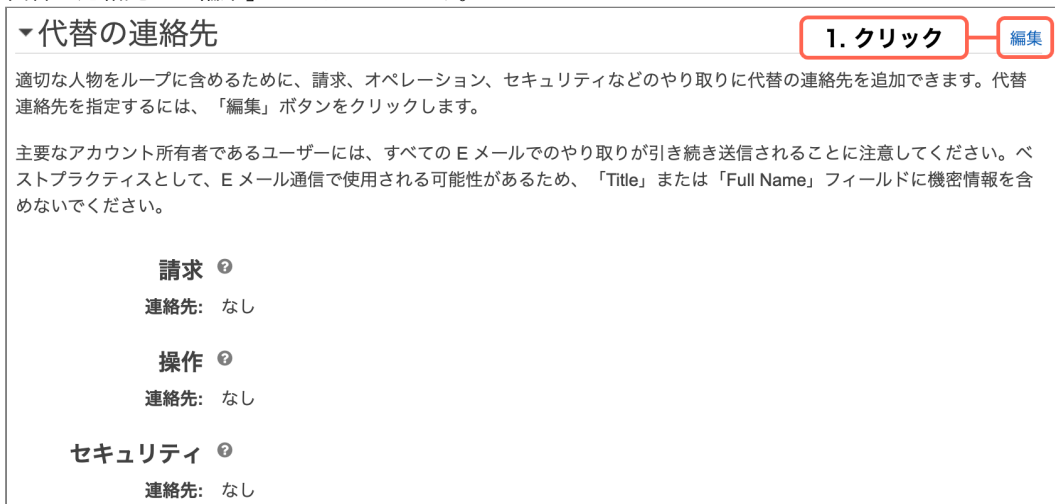 代替の連絡先
1. クリック
編集
適切な人物をループに含めるために、請求、オペレーション、セキュリティなどのやり取りに代替の連絡先を追加できます。代替
連絡先を指定するには、「編集」ボタンをクリックします。
主要なアカウント所有者であるユーザーには、すべての E メールでのやり取りが引き続き送信されることに注意してください。ベ
ストプラクティスとして、E メール通信で使用される可能性があるため、「Title」または「Full Name」フィールドに機密情報を含
めないでください。
請求
連絡先: なし
操作
連絡先: なし
セキュリティ
連絡先: なし